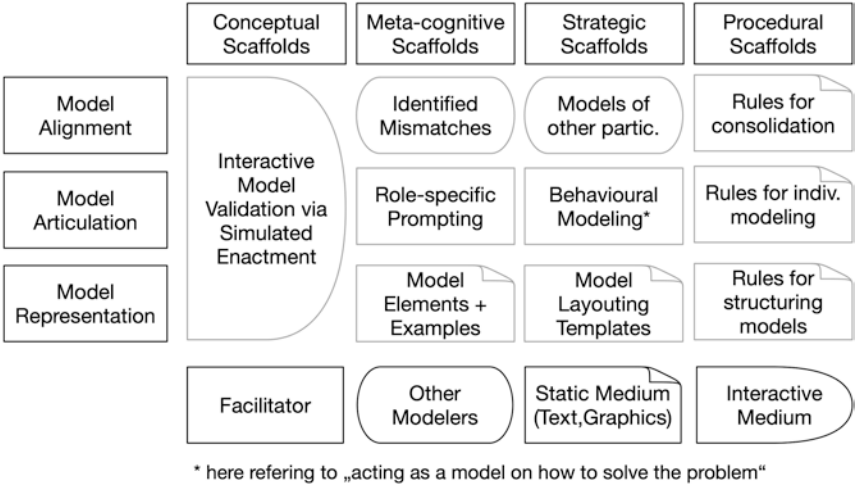 Conceptual
Scaffolds
Meta-cognitive
Scaffolds
Strategic
Scaffolds
Procedural
Scaffolds
Model
Alignment
Interactive
Model
Validation via
Simulated
Enactment
Identified
Mismatches
Models of
other partic.
Rules for
consolidation
Model
Articulation
Role-specific
Prompting
Behavioural
Modeling*
Rules for indiv.
modeling
Model
Representation
Model
Elements +
Examples
Model
Layouting
Templates
Rules for
structuring
models
Facilitator
Other
Modelers
Static Medium
(Text,Graphics)
Interactive
Medium
* here refering to „acting as a model on how to solve the problem“